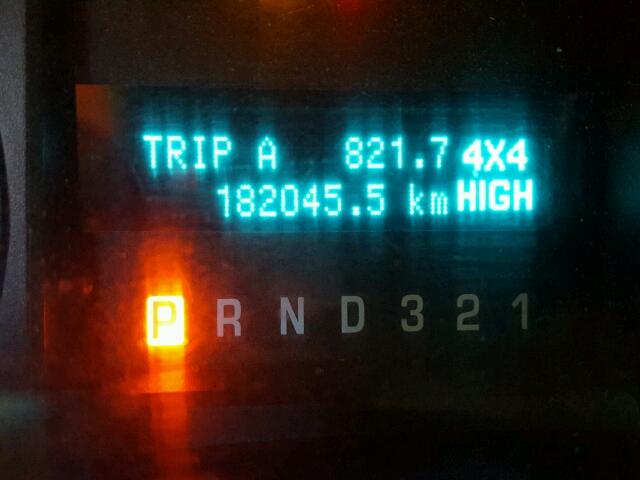 TRIP A 821.7 4X4
182045.5 km HIGH
P R N D 3 2 1